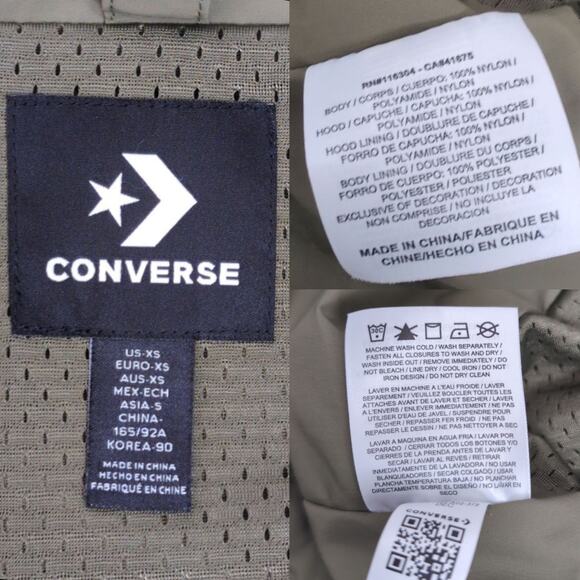 CONVERSE
US-XS
EURO-XS
AUS-XS
MEX-ECH
ASIA-S
CHINA-
165/92A
KOREA-90
MADE IN CHINA
HECHO EN CHINA
FABRIQUÉ EN CHINE
RN#116304 - CA#41675
BODY / CORPS / CUERPO: 100% NYLON /
POLYAMIDE / NYLON
HOOD / CAPUCHE / CAPUCHA: 100% NYLON /
POLYAMIDE / NYLON
HOOD LINING / DOUBLURE DE CAPUCHE /
FORRO DE CAPUCHA: 100% NYLON /
POLYAMIDE / NYLON
BODY LINING / DOUBLURE DU CORPS /
FORRO DE CUERPO: 100% POLYESTER /
POLYESTER / POLIÉSTER
EXCLUSIVE OF DECORATION / DECORATION
NON COMPRISE / NO INCLUYE LA
DECORACIÓN
MADE IN CHINA/FABRIQUÉ EN
CHINE/HECHO EN CHINA
MACHINE WASH COLD / WASH SEPARATELY /
FASTEN ALL CLOSURES TO WASH AND DRY /
WASH INSIDE OUT / REMOVE PROMPTLY / DO NOT
BLEACH / LINE DRY / COOL IRON / DO NOT
IRON DESIGN / DO NOT DRY CLEAN
LAVER EN MACHINE À L'EAU FROIDE / LAVER
SÉPARÉMENT / VEUILLEZ BOUCLER TOUTES LES
ATTACHES AVANT DE LAVER ET SÉCHER / LAVER
À L'ENVERS / ENLEVER IMMÉDIATEMENT / NE PAS
UTILISER D'EAU DE JAVEL / SUSPENDRE POUR
SÉCHER / REPASSER À FER DOUX / NE PAS
REPASSER LE DESSIN / NE PAS NETTOYER A SEC
LAVAR A MÁQUINA EN AGUA FRÍA / LAVAR POR
SEPARADO / CERRAR TODOS LOS BOTONES Y/O
CIERRES DE LA PRENDA ANTES DE LAVAR Y
SECAR / LAVAR AL REVÉS / RETIRAR
INMEDIATAMENTE DE LA LAVADORA / NO USAR
BLANQUEADORES / SECAR COLGADO / USAR
PLANCHA TEMPERATURA BAJA / NO PLANCHAR
DIRECTAMENTE SOBRE EL DISEÑO / NO LAVAR EN
SECO
CONVERSE